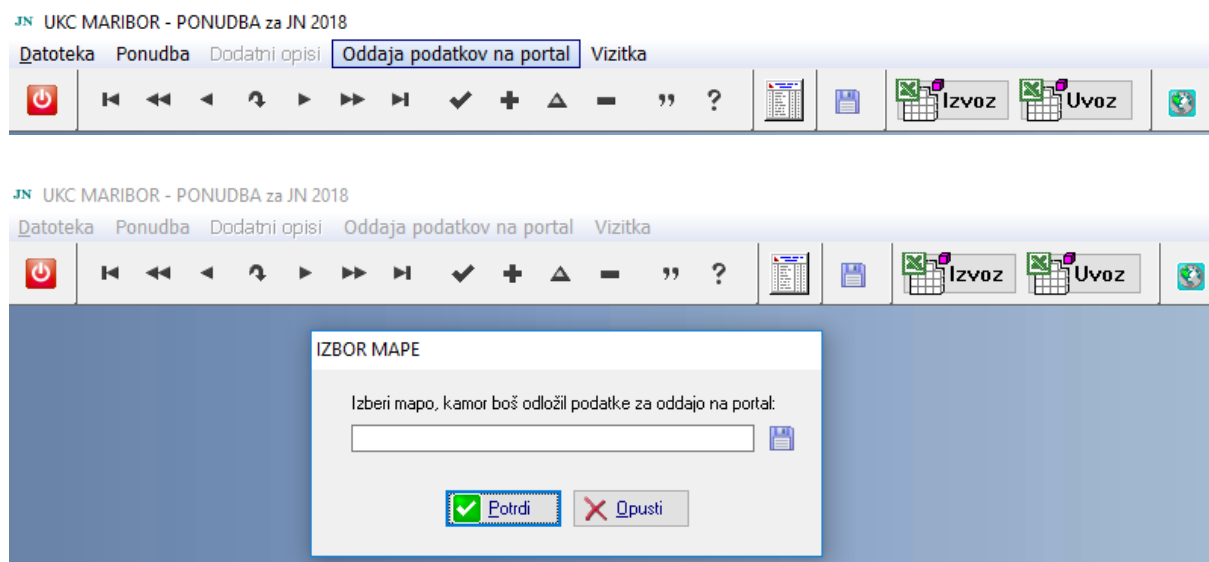 JN UKC MARIBOR - PONUDBA za JN 2018
Datoteka Ponudba Dodatni opisi Oddaja podatkov na portal Vizitka
? Izvoz Uvoz
JN UKC MARIBOR - PONUDBA za JN 2018
Datoteka Ponudba Dodatni opisi Oddaja podatkov na portal Vizitka
? Izvoz Uvoz
IZBOR MAPE
Izberi mapo, kamor boš odložil podatke za oddajo na portal:
Potrdi Opusti